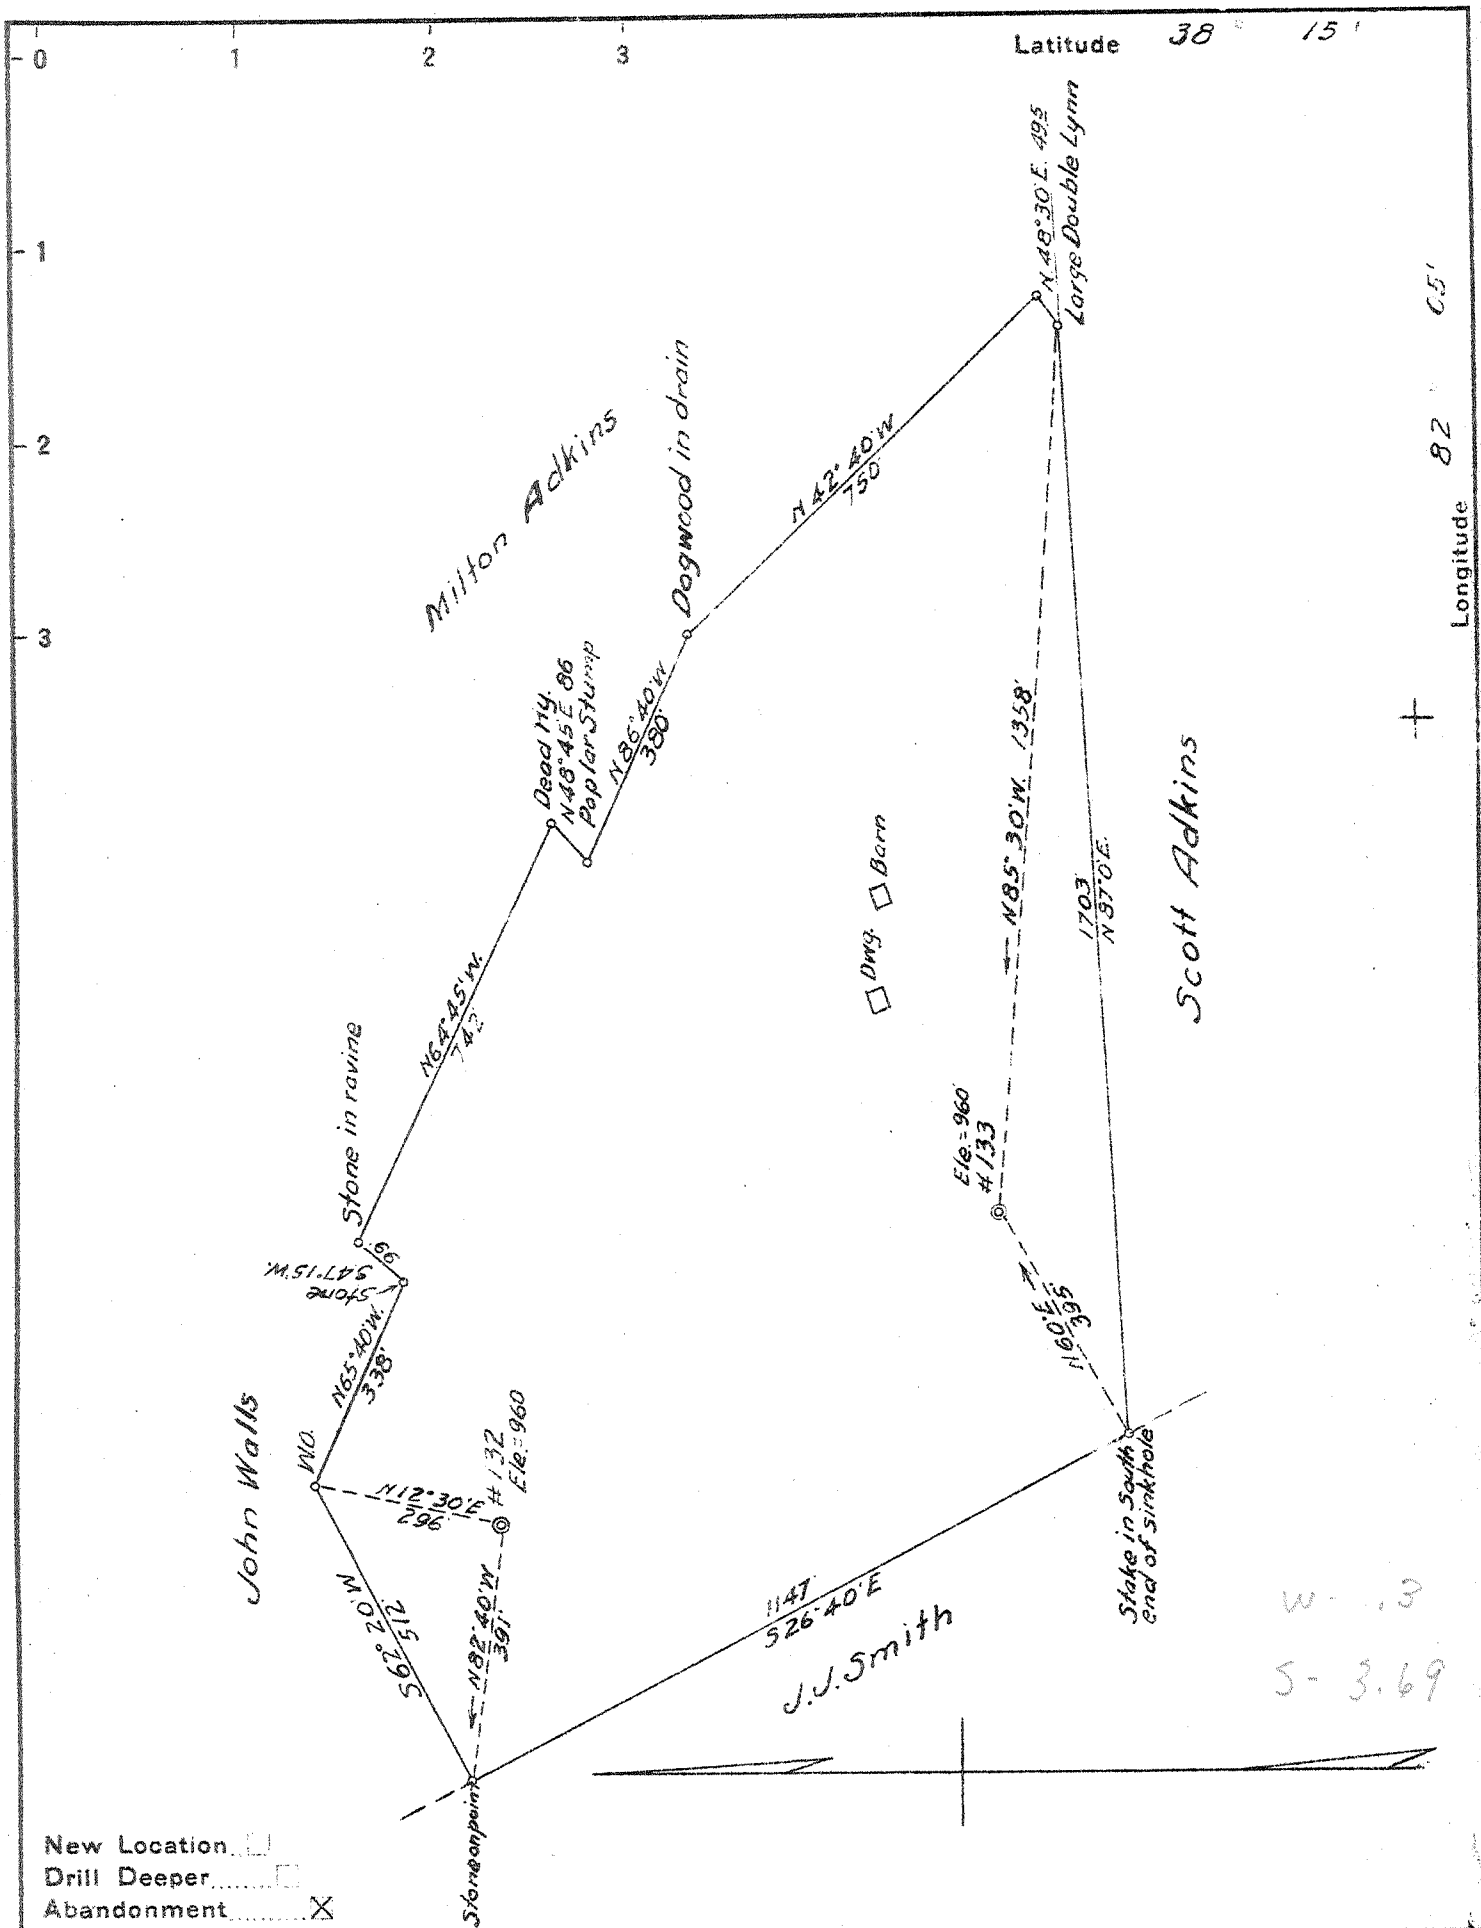 0 1 2 3
Latitude 38° 15'
1
2
3
Longitude 82° 05'
N 48° 30' E. 49.5
Large Double Lynn
Milton Adkins
Dogwood in drain
N 42° 40' W
750'
Dead Hy.
N 48° 45' E 86
Poplar Stump
N 86° 40' W
380'
N 85° 30' W. 1358'
1703'
N 87° 0' E.
Scott Adkins
Barn
Dwg.
N 64° 45' W.
742'
Stone in ravine
99'
S 47° 15' W.
Stone
N 65° 40' W.
338'
Ele. = 960'
# 133
N 60° E
395'
John Walls
W.O.
N 12° 30' E
296'
# 132
Ele. = 960
S 62° 20' W
512'
N 82° 40' W
391'
1147'
S 26° 40' E
J.J. Smith
Stake in South
end of sinkhole
W - .3
S - 3.69
Stone on point
New Location
Drill Deeper
Abandonment X